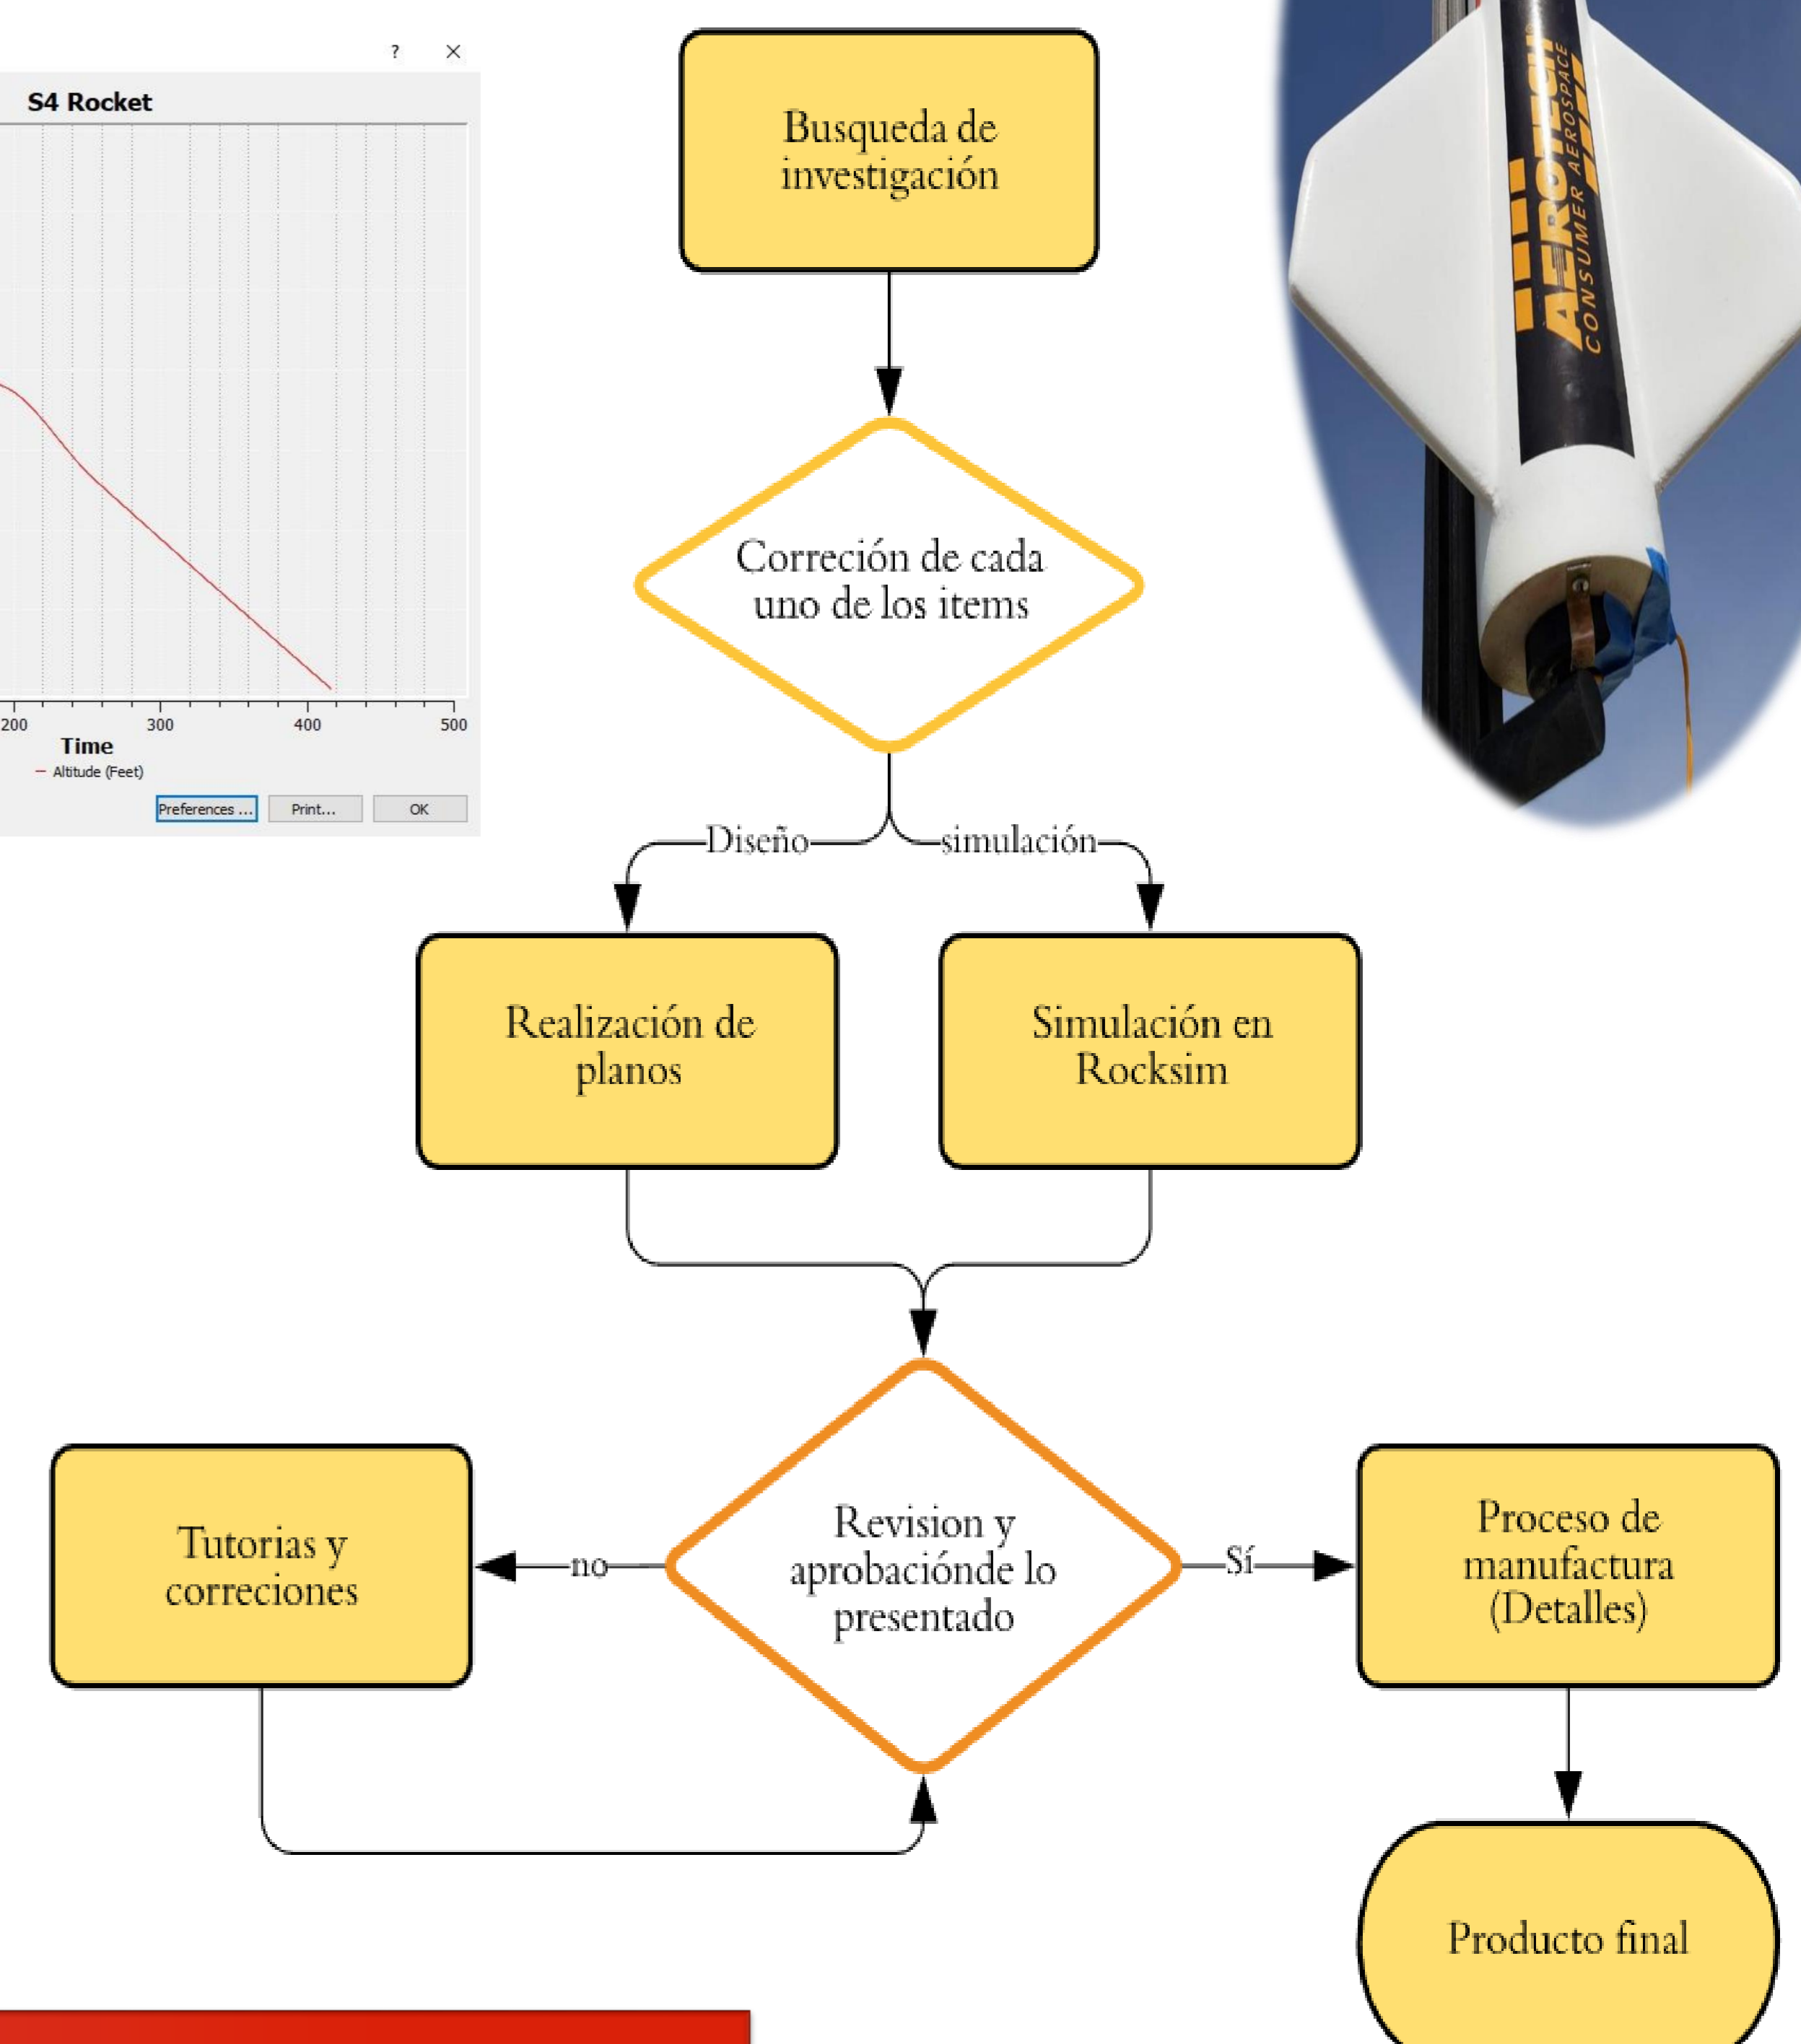 ?
S4 Rocket
200
300
400
500
Time
Altitude (Feet)
Preferences ...
Print...
OK
Busqueda de
investigación
AEROTECH
CONSUMER AEROSPACE
Correción de cada
uno de los items
Diseño
simulación
Realización de
planos
Simulación en
Rocksim
Tutorias y
correciones
no
Revision y
aprobaciónde lo
presentado
Sí
Proceso de
manufactura
(Detalles)
Producto final